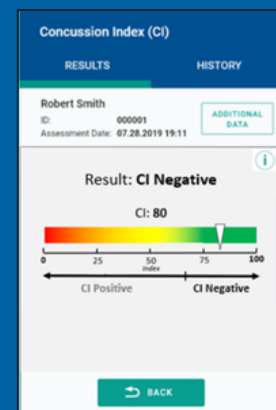 Concussion Index (CI)
RESULTS HISTORY
Robert Smith
ID: 000001
Assessment Date: 07.28.2019 19:11
ADDITIONAL
DATA
i
Result: CI Negative
CI: 80
0 25 50 75 100
Index
CI Positive CI Negative
BACK